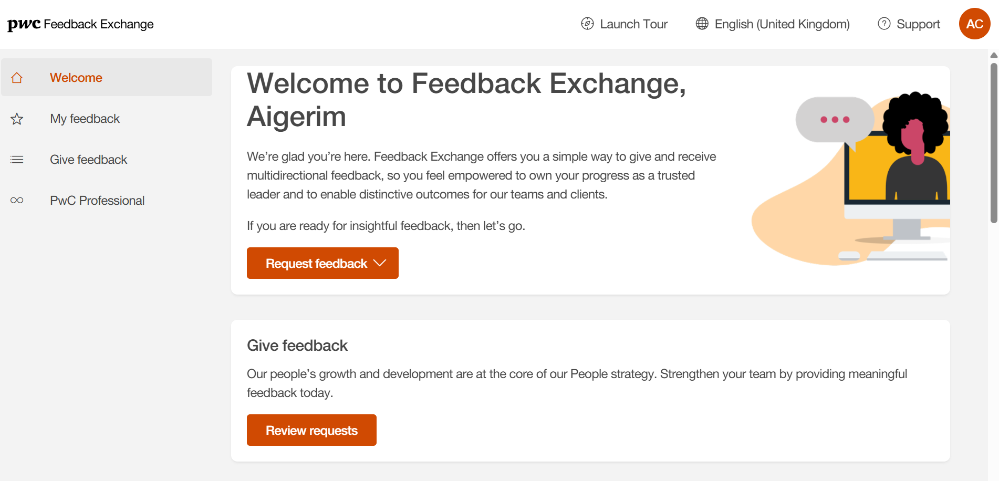 pwc Feedback Exchange
Launch Tour
English (United Kingdom)
Support
AC
Welcome
My feedback
Give feedback
PwC Professional
Welcome to Feedback Exchange,
Aigerim
We’re glad you’re here. Feedback Exchange offers you a simple way to give and receive
multidirectional feedback, so you feel empowered to own your progress as a trusted
leader and to enable distinctive outcomes for our teams and clients.
If you are ready for insightful feedback, then let’s go.
Request feedback
Give feedback
Our people’s growth and development are at the core of our People strategy. Strengthen your team by providing meaningful
feedback today.
Review requests